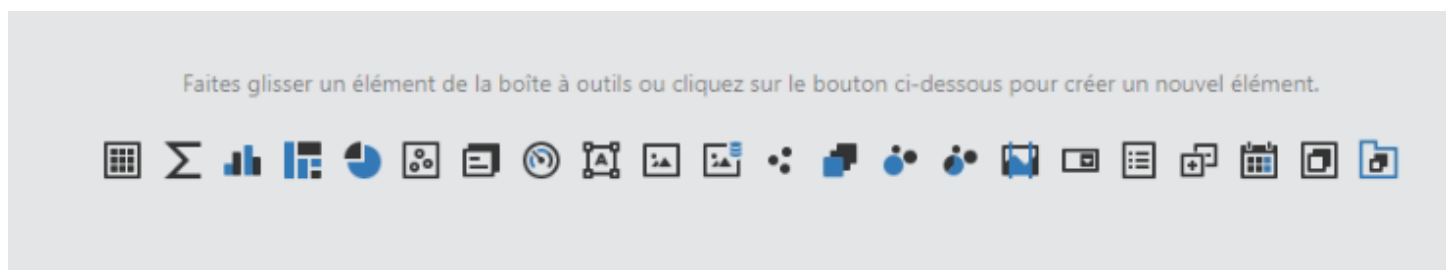 Faites glisser un élément de la boîte à outils ou cliquez sur le bouton ci-dessous pour créer un nouvel élément.